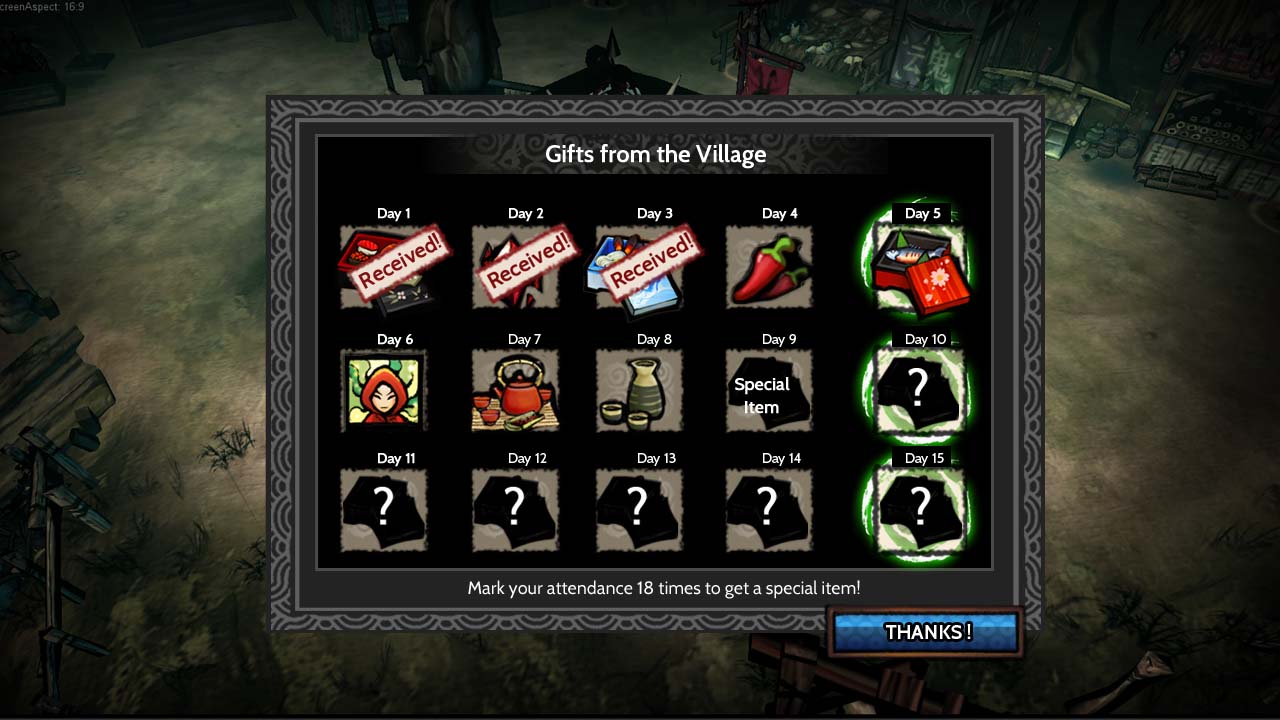 creenAspect: 16:9
云鬼
Gifts from the Village
Day 1
Day 2
Day 3
Day 4
Day 5
Received!
Received!
Received!
Day 6
Day 7
Day 8
Day 9
Day 10
Special
Item
?
Day 11
Day 12
Day 13
Day 14
Day 15
?
?
?
?
?
Mark your attendance 18 times to get a special item!
THANKS !